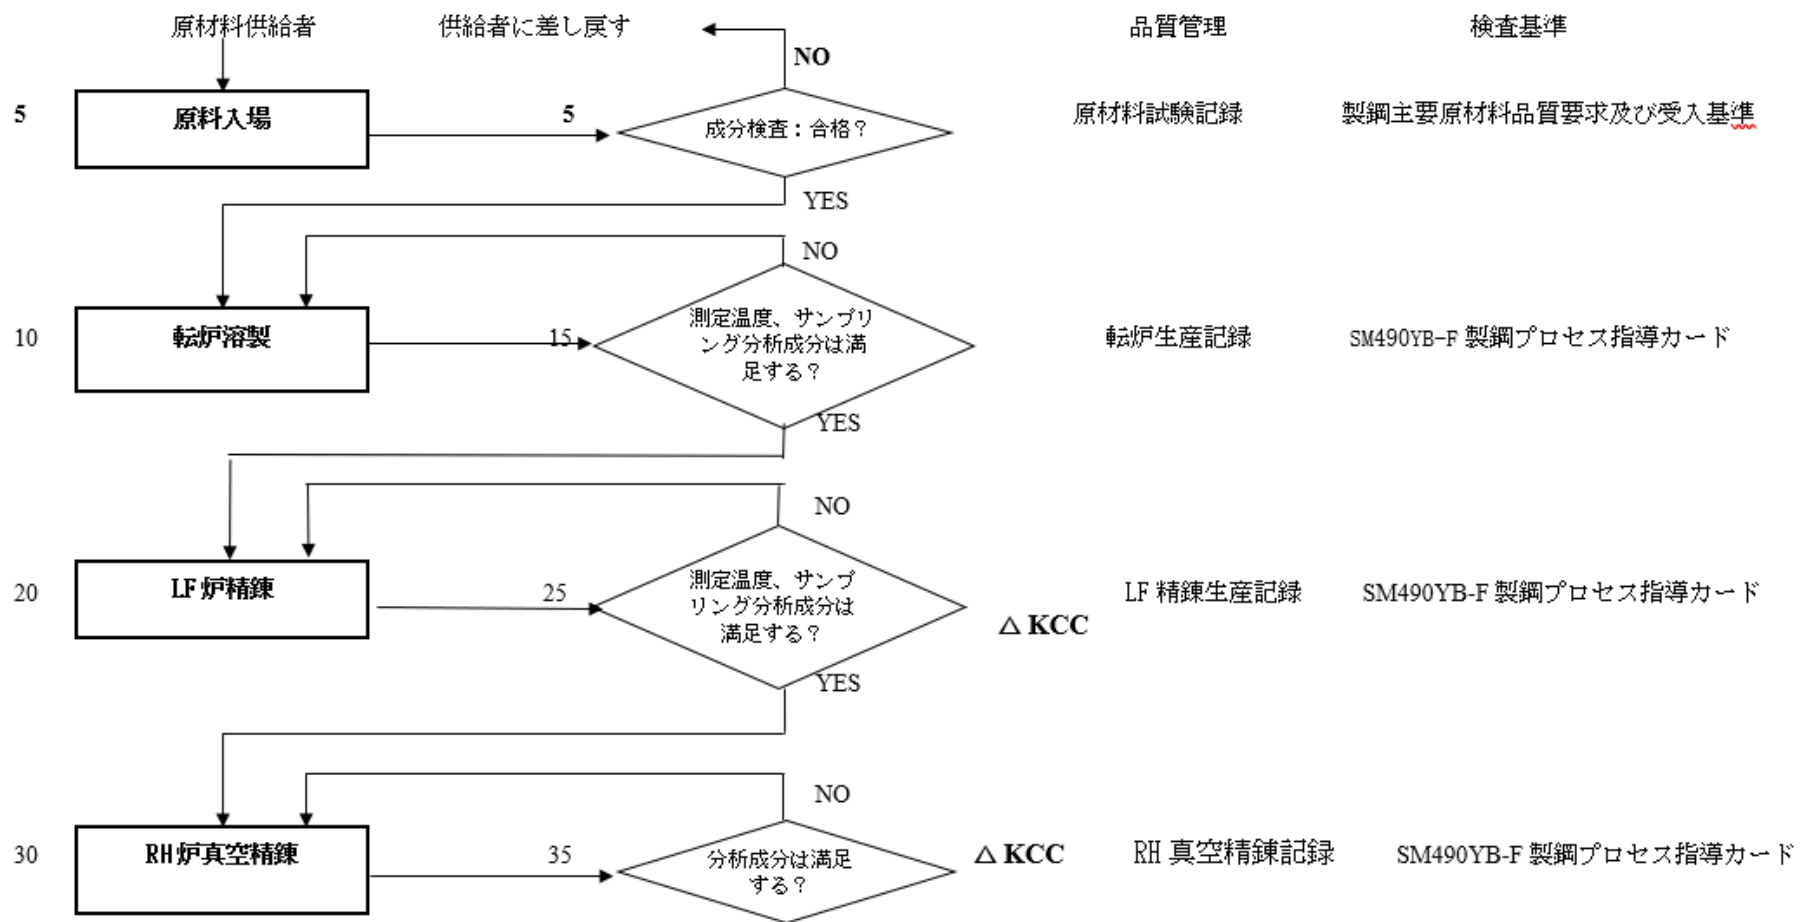 原材料供給者 供給者に差し戻す 品質管理 検査基準
NO
5 原料入場 5 成分検査：合格？ 原材料試験記録 製鋼主要原材料品質要求及び受入基準
YES
NO
10 転炉溶製 15 測定温度、サンプリ
ング分析成分は満
足する？ 転炉生産記録 SM490YB-F 製鋼プロセス指導カード
YES
NO
20 LF 炉精錬 25 測定温度、サンプ
リング分析成分は
満足する？ LF 精錬生産記録 SM490YB-F 製鋼プロセス指導カード
△ KCC
YES
NO
30 RH 炉真空精錬 35 分析成分は満足
する？ △ KCC RH 真空精錬記録 SM490YB-F 製鋼プロセス指導カード